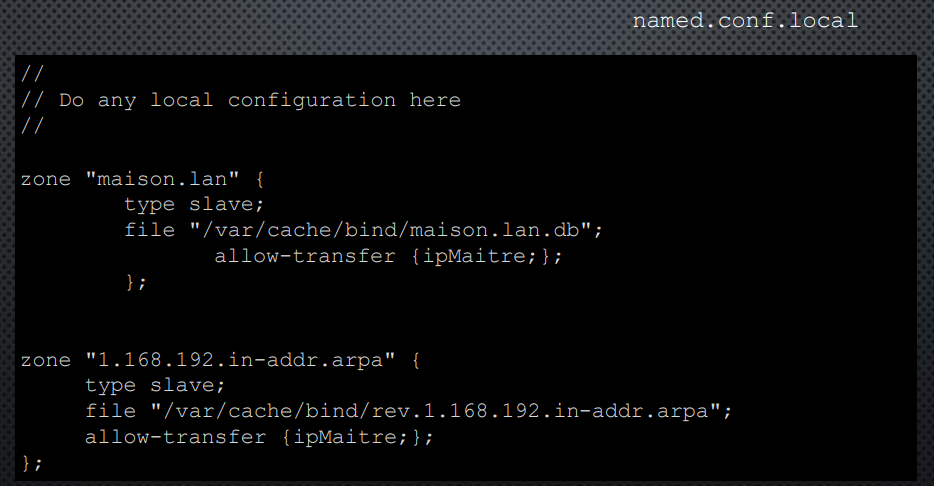 named.conf.local
//
// Do any local configuration here
//
zone "maison.lan" {
type slave;
file "/var/cache/bind/maison.lan.db";
allow-transfer {ipMaitre;};
};
zone "1.168.192.in-addr.arpa" {
type slave;
file "/var/cache/bind/rev.1.168.192.in-addr.arpa";
allow-transfer {ipMaitre;};
};